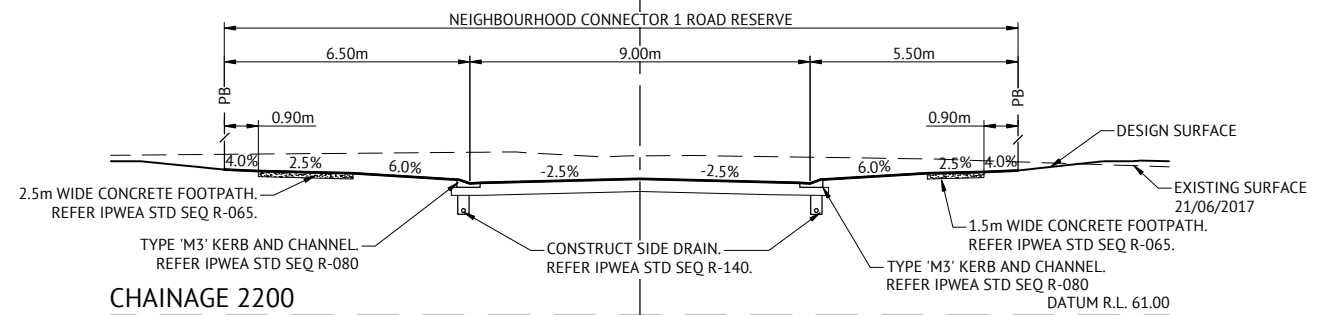 NEIGHBOURHOOD CONNECTOR 1 ROAD RESERVE
6.50m
9.00m
5.50m
PB
PB
0.90m
0.90m
DESIGN SURFACE
4.0%
2.5%
6.0%
-2.5%
-2.5%
6.0%
2.5%
4.0%
2.5m WIDE CONCRETE FOOTPATH.
REFER IPWEA STD SEQ R-065.
EXISTING SURFACE
21/06/2017
1.5m WIDE CONCRETE FOOTPATH.
REFER IPWEA STD SEQ R-065.
TYPE 'M3' KERB AND CHANNEL.
REFER IPWEA STD SEQ R-080
CONSTRUCT SIDE DRAIN.
REFER IPWEA STD SEQ R-140.
TYPE 'M3' KERB AND CHANNEL.
REFER IPWEA STD SEQ R-080
CHAINAGE 2200
DATUM R.L. 61.00